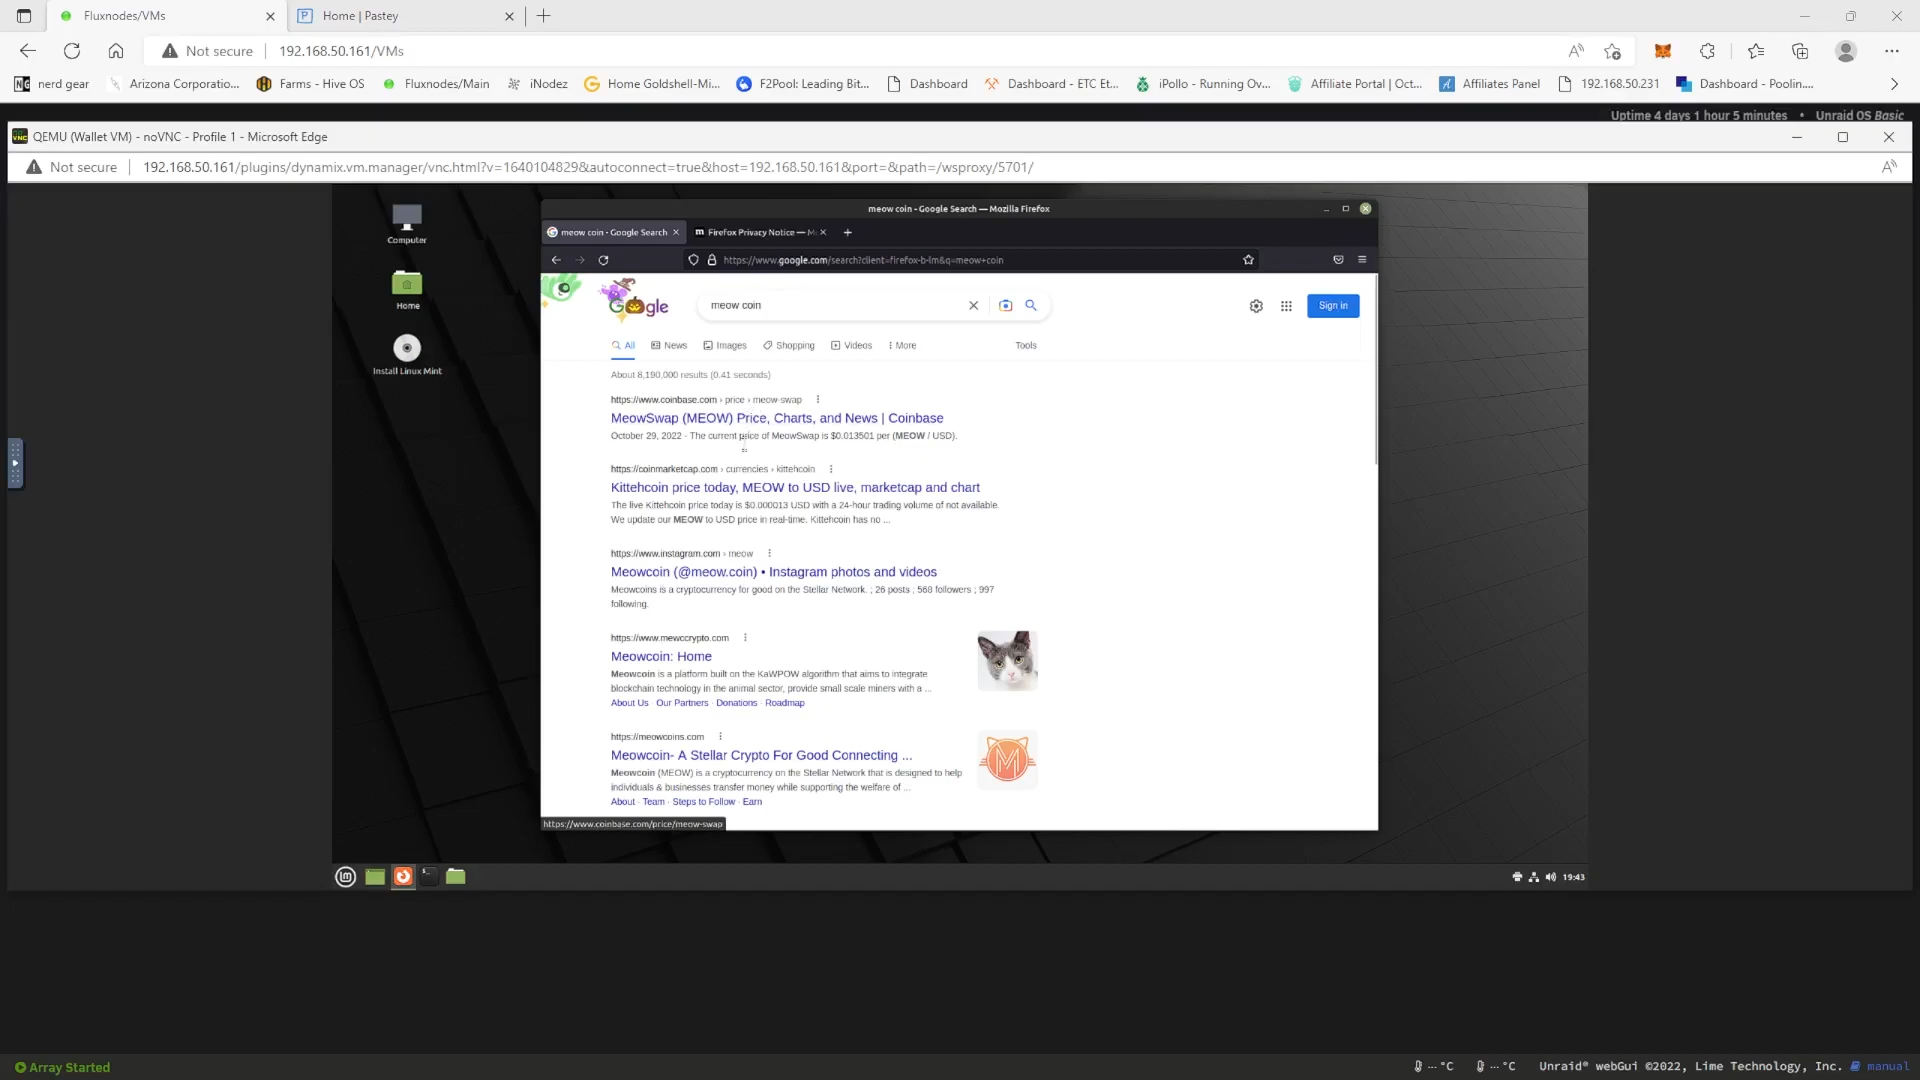 Fluxnodes/VMs
Home | Pastey
Not secure
192.168.50.161/VMs
nerd gear
Arizona Corporatio...
Farms - Hive OS
Fluxnodes/Main
iNodez
Home Goldshell-Mi...
F2Pool: Leading Bit...
Dashboard
Dashboard - ETC Et...
iPollo - Running Ov...
Affiliate Portal | Oct...
Affiliates Panel
192.168.50.231
Dashboard - Poolin....
Uptime 4 days 1 hour 5 minutes • Unraid OS Basic
QEMU (Wallet VM) - noVNC - Profile 1 - Microsoft Edge
Not secure
192.168.50.161/plugins/dynamix.vm.manager/vnc.html?v=1640104829&autoconnect=true&host=192.168.50.161&port=&path=/wsproxy/5701/
Computer
Home
Install Linux Mint
meow coin - Google Search — Mozilla Firefox
meow coin - Google Search
Firefox Privacy Notice —
https://www.google.com/search?client=firefox-b-lm&q=meow+coin
Google
meow coin
Sign in
All
News
Images
Shopping
Videos
More
Tools
About 8,190,000 results (0.41 seconds)
https://www.coinbase.com › price › meow-swap
MeowSwap (MEOW) Price, Charts, and News | Coinbase
October 29, 2022 - The current price of MeowSwap is $0.013501 per (MEOW / USD).
https://coinmarketcap.com › currencies › kittehcoin
Kittehcoin price today, MEOW to USD live, marketcap and chart
The live Kittehcoin price today is $0.000013 USD with a 24-hour trading volume of not available.
We update our MEOW to USD price in real-time. Kittehcoin has no ...
https://www.instagram.com › meow
Meowcoin (@meow.coin) • Instagram photos and videos
Meowcoins is a cryptocurrency for good on the Stellar Network. ; 26 posts ; 568 followers ; 997
following.
https://www.mewccrypto.com
Meowcoin: Home
Meowcoin is a platform built on the KaWPOW algorithm that aims to integrate
blockchain technology in the animal sector, provide small scale miners with a ...
About Us · Our Partners · Donations · Roadmap
https://meowcoins.com
Meowcoin- A Stellar Crypto For Good Connecting ...
Meowcoin (MEOW) is a cryptocurrency on the Stellar Network that is designed to help
individuals & businesses transfer money while supporting the welfare of ...
About · Team · Steps to Follow · Earn
https://www.coinbase.com/price/meow-swap
19:43
Array Started
-- °C
-- °C
Unraid® webGui ©2022, Lime Technology, Inc.
manual